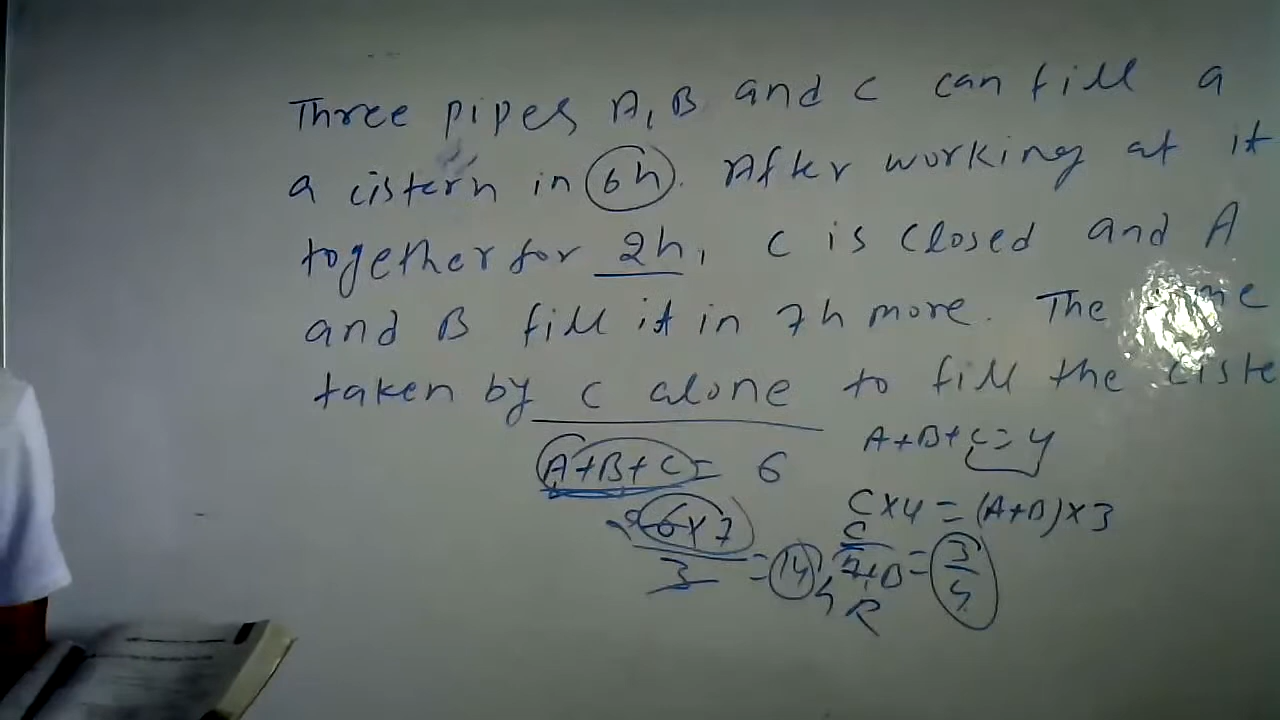 Three pipes A, B and C can fill a
a cistern in 6h. After working at it
together for 2h, C is closed and A
and B fill it in 7h more. The
taken by C alone to fill the ciste
A+B+C = 6
A+B+C = 4
C×4 = (A+B)×3
6×7
3
= 14
C
= 3
4
R